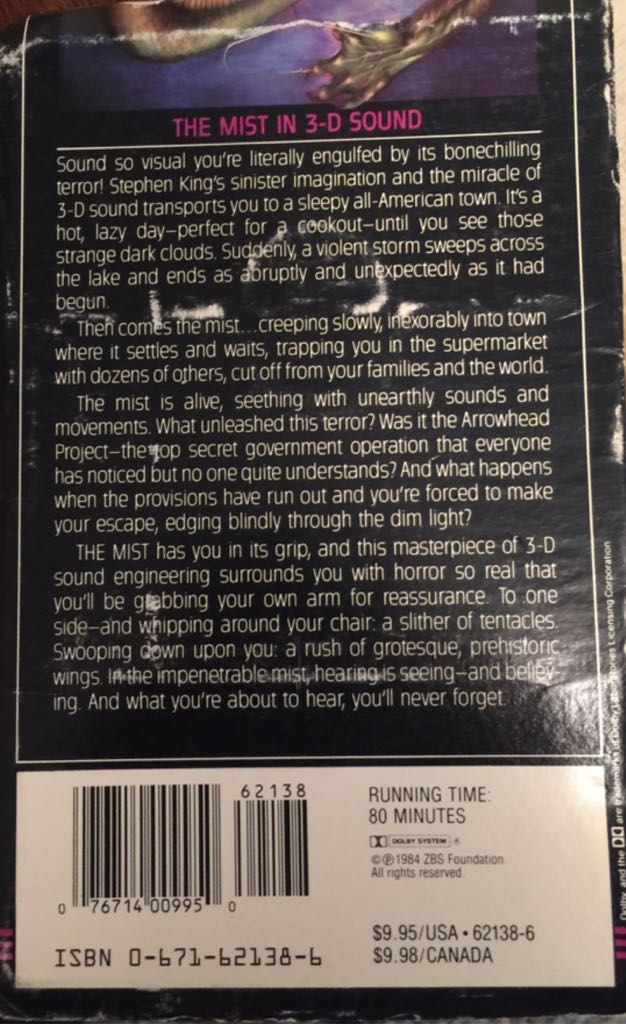 THE MIST IN 3-D SOUND
Sound so visual you're literally engulfed by its bonechilling
terror! Stephen King's sinister imagination and the miracle of
3-D sound transports you to a sleepy all-American town. It's a
hot, lazy day—perfect for a cookout—until you see those
strange dark clouds. Suddenly, a violent storm sweeps across
the lake and ends as abruptly and unexpectedly as it had
begun.
Then comes the mist...creeping slowly, inexorably into town
where it settles and waits, trapping you in the supermarket
with dozens of others, cut off from your families and the world.
The mist is alive, seething with unearthly sounds and
movements. What unleashed this terror? Was it the Arrowhead
Project—the top secret government operation that everyone
has noticed but no one quite understands? And what happens
when the provisions have run out and you're forced to make
your escape, edging blindly through the dim light?
THE MIST has you in its grip, and this masterpiece of 3-D
sound engineering surrounds you with horror so real that
you'll be grabbing your own arm for reassurance. To one
side—and whipping around your chair: a slither of tentacles.
Swooping down upon you: a rush of grotesque, prehistoric
wings. In the impenetrable mist, hearing is seeing—and believ-
ing. And what you're about to hear, you'll never forget.
62138
0 76714 00995 0
ISBN 0-671-62138-6
RUNNING TIME:
80 MINUTES
DOLBY SYSTEM ®
©℗1984 ZBS Foundation
All rights reserved
$9.95/USA • 62138-6
$9.98/CANADA
Dolby, and the DD are trademarks of Dolby Laboratories Licensing Corporation